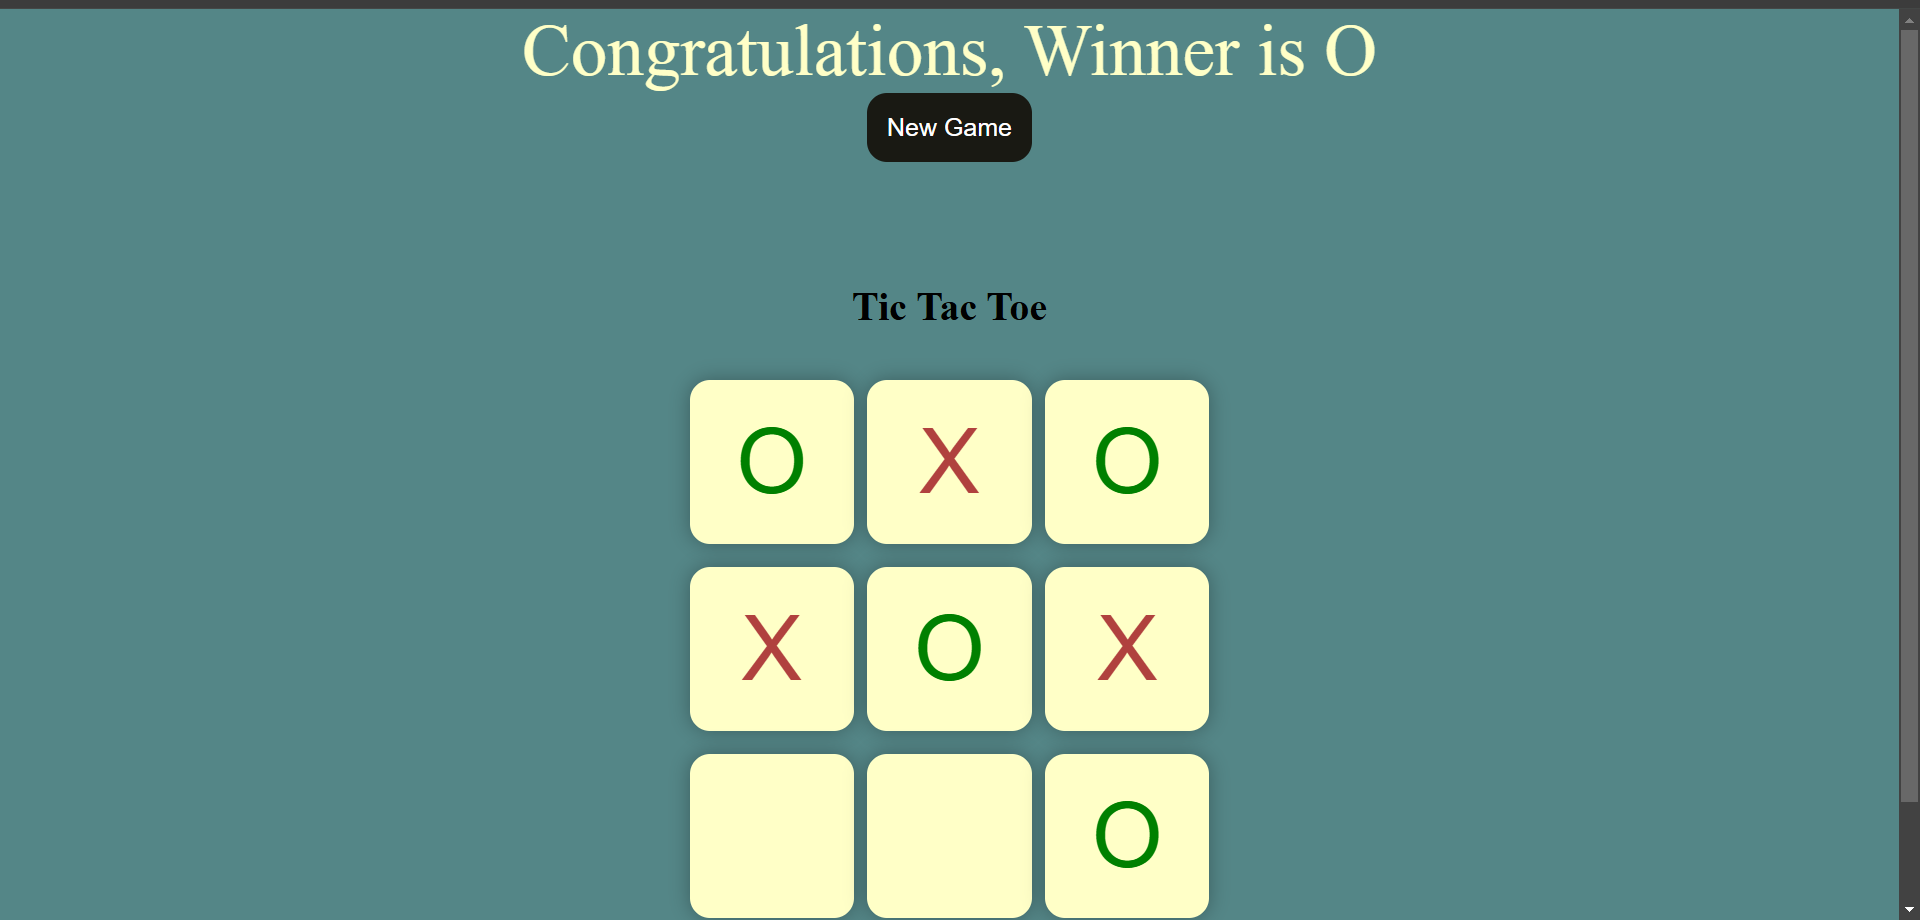 Congratulations, Winner is O
New Game
Tic Tac Toe
O X O
X O X
O